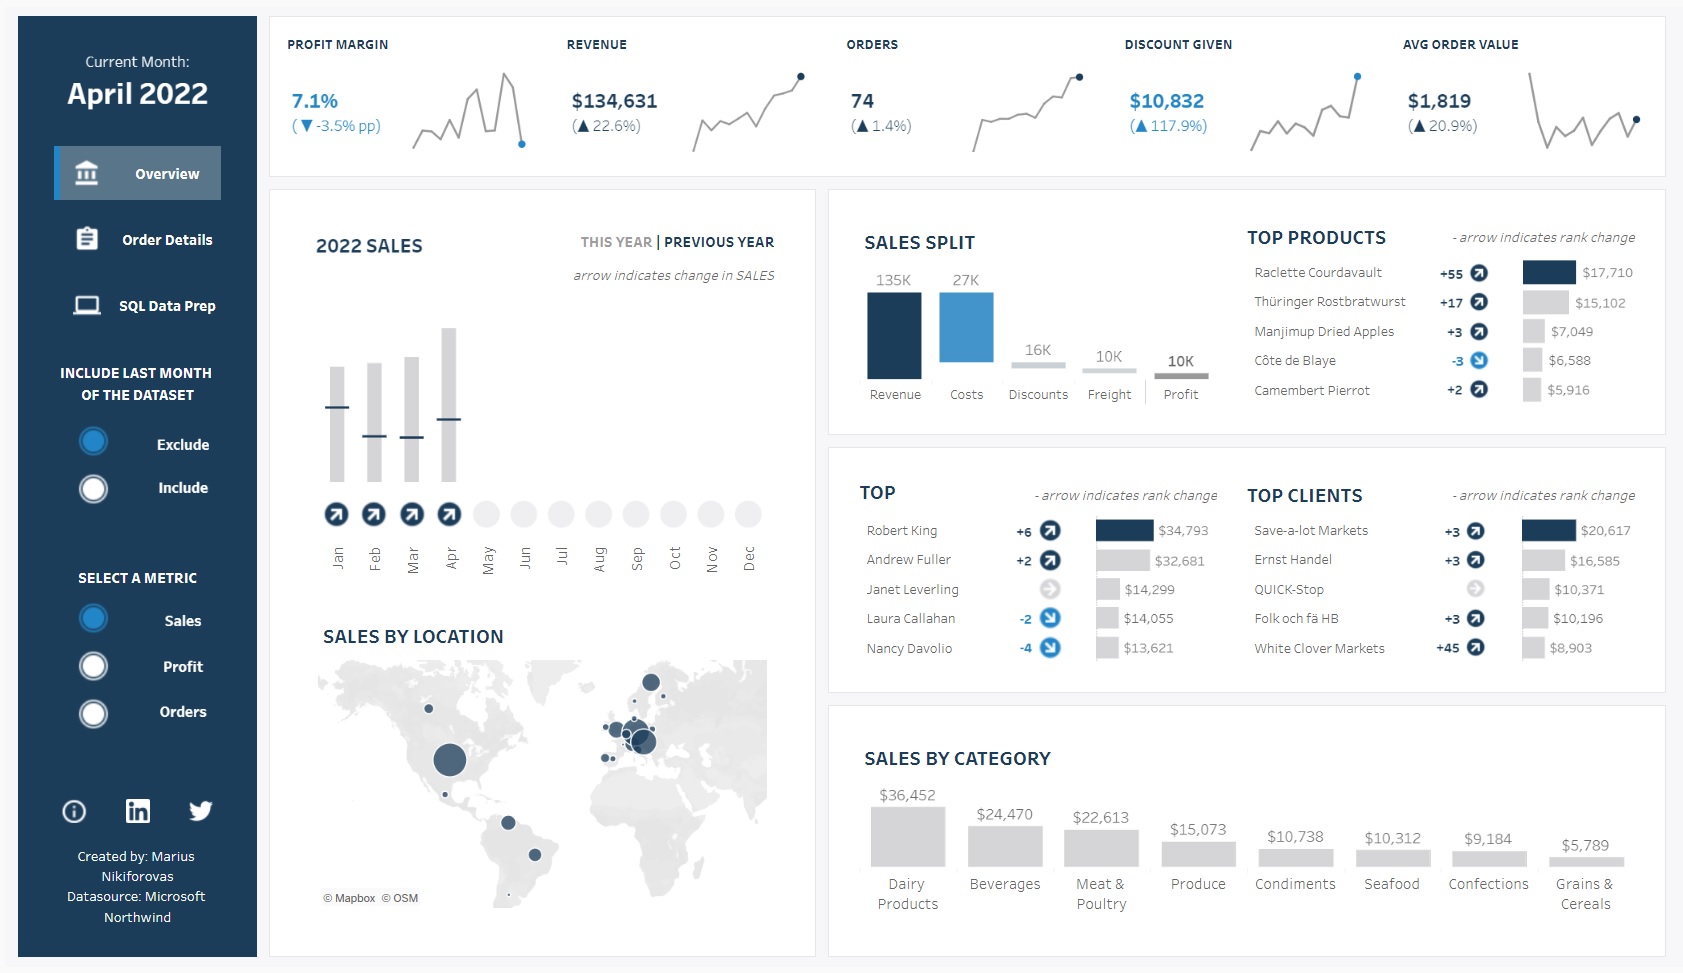 Current Month:
April 2022
Overview
Order Details
SQL Data Prep
INCLUDE LAST MONTH
OF THE DATASET
Exclude
Include
SELECT A METRIC
Sales
Profit
Orders
in
Created by: Marius
Nikiforovas
Datasource: Microsoft
Northwind
PROFIT MARGIN
7.1%
(▼ -3.5% pp)
REVENUE
$134,631
(▲ 22.6%)
ORDERS
74
(▲ 1.4%)
DISCOUNT GIVEN
$10,832
(▲ 117.9%)
AVG ORDER VALUE
$1,819
(▲ 20.9%)
2022 SALES
THIS YEAR | PREVIOUS YEAR
arrow indicates change in SALES
Jan
Feb
Mar
Apr
May
Jun
Jul
Aug
Sep
Oct
Nov
Dec
SALES BY LOCATION
© Mapbox © OSM
SALES SPLIT
135K
27K
16K
10K
10K
Revenue
Costs
Discounts
Freight
Profit
TOP PRODUCTS
- arrow indicates rank change
Raclette Courdavault +55 $17,710
Thüringer Rostbratwurst +17 $15,102
Manjimup Dried Apples +3 $7,049
Côte de Blaye -3 $6,588
Camembert Pierrot +2 $5,916
TOP
- arrow indicates rank change
Robert King +6 $34,793
Andrew Fuller +2 $32,681
Janet Leverling $14,299
Laura Callahan -2 $14,055
Nancy Davolio -4 $13,621
TOP CLIENTS
- arrow indicates rank change
Save-a-lot Markets +3 $20,617
Ernst Handel +3 $16,585
QUICK-Stop $10,371
Folk och fä HB +3 $10,196
White Clover Markets +45 $8,903
SALES BY CATEGORY
$36,452
$24,470
$22,613
$15,073
$10,738
$10,312
$9,184
$5,789
Dairy
Products
Beverages
Meat &
Poultry
Produce
Condiments
Seafood
Confections
Grains &
Cereals